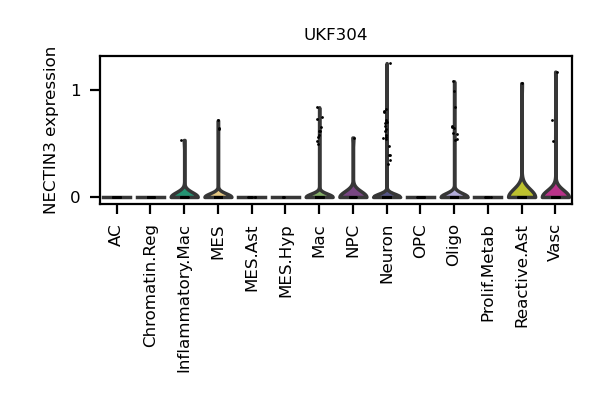 UKF304
NECTIN3 expression
1
0
AC
Chromatin.Reg
Inflammatory.Mac
MES
MES.Ast
MES.Hyp
Mac
NPC
Neuron
OPC
Oligo
Prolif.Metab
Reactive.Ast
Vasc